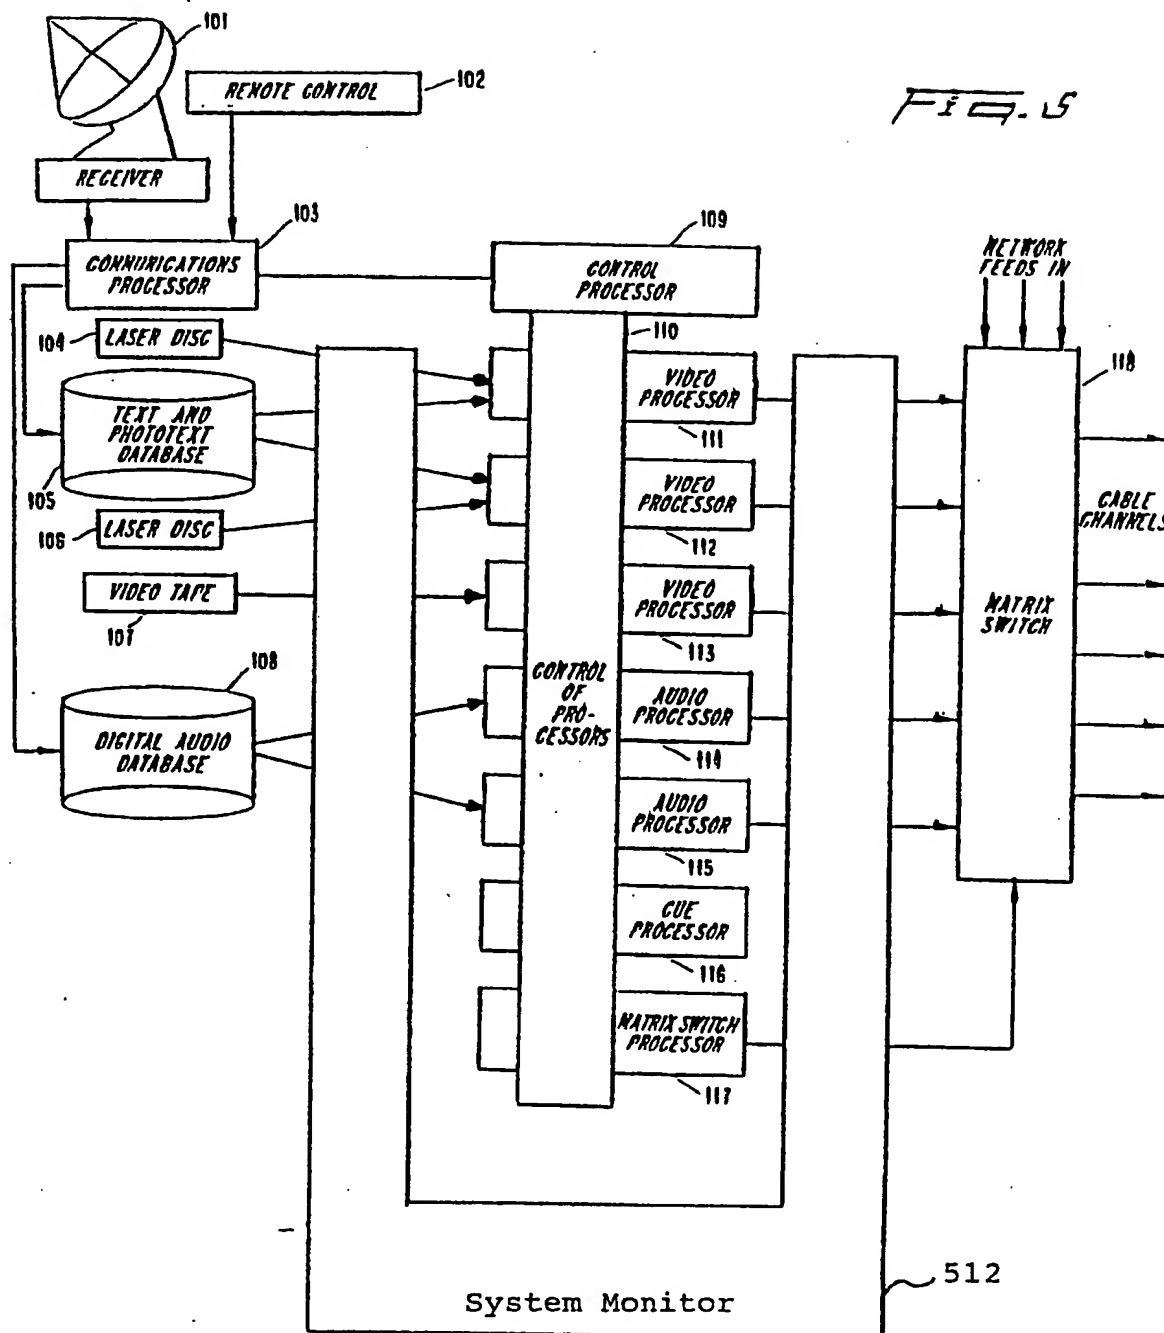 101
REMOTE CONTROL
102
Fig. 5
RECEIVER
103
COMMUNICATIONS
PROCESSOR
109
CONTROL
PROCESSOR
NETWORK
FEEDS IN
104
LASER DISC
110
118
TEXT AND
PHOTOTEXT
DATABASE
105
VIDEO
PROCESSOR
111
106
LASER DISC
VIDEO
PROCESSOR
112
CABLE
CHANNELS
VIDEO TAPE
107
VIDEO
PROCESSOR
113
MATRIX
SWITCH
108
DIGITAL AUDIO
DATABASE
CONTROL
OF
PRO-
CESSORS
AUDIO
PROCESSOR
114
AUDIO
PROCESSOR
115
CUE
PROCESSOR
116
MATRIX SWITCH
PROCESSOR
117
512
System Monitor